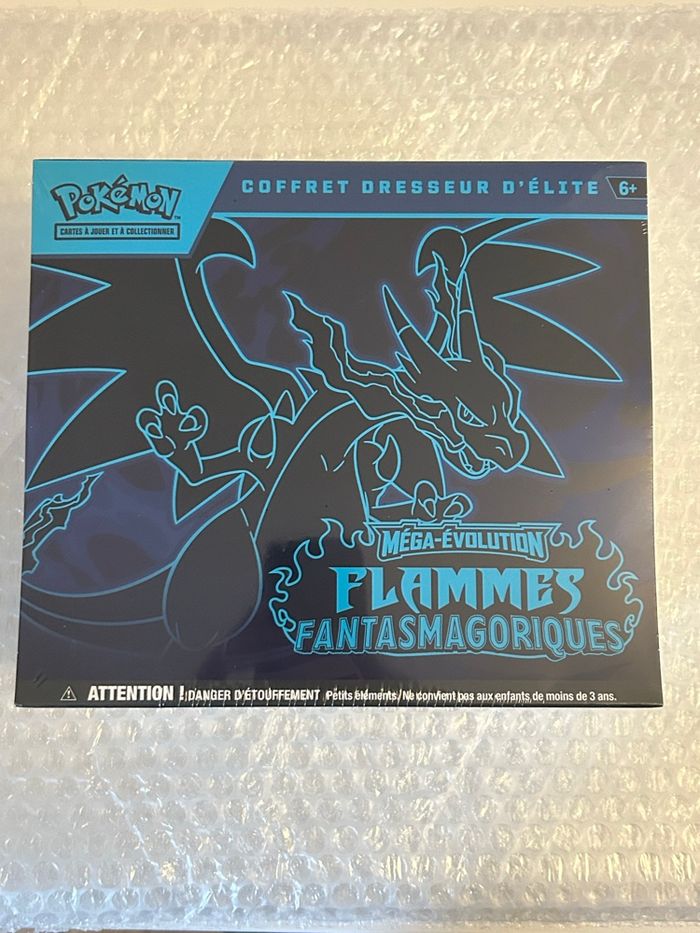 POKÉMON™
CARTES À JOUER ET À COLLECTIONNER
COFFRET DRESSEUR D'ÉLITE
6+
MÉGA-ÉVOLUTION
FLAMMES
FANTASMAGORIQUES
⚠ ATTENTION ! DANGER D'ÉTOUFFEMENT Petits éléments. Ne convient pas aux enfants de moins de 3 ans.